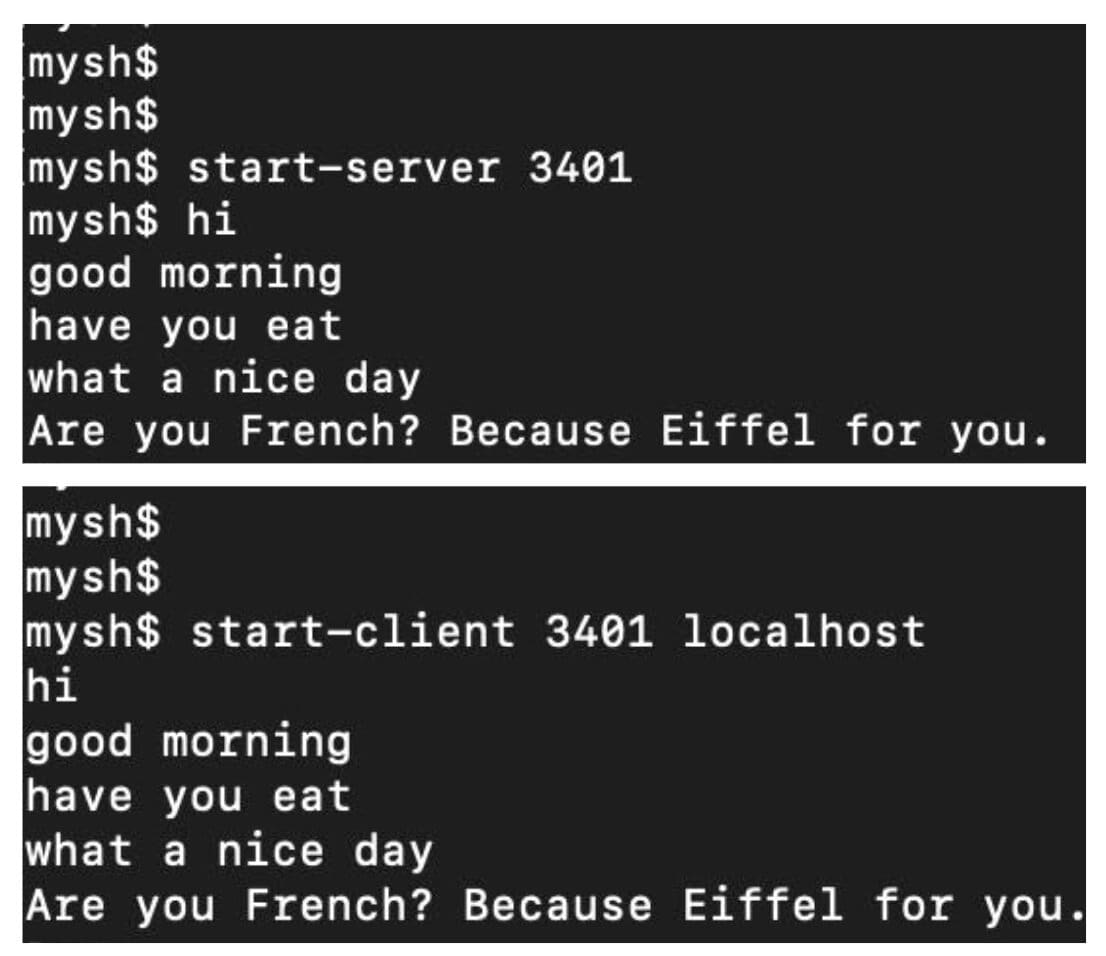 mysh$
mysh$
mysh$ start-server 3401
mysh$ hi
good morning
have you eat
what a nice day
Are you French? Because Eiffel for you.
mysh$
mysh$
mysh$ start-client 3401 localhost
hi
good morning
have you eat
what a nice day
Are you French? Because Eiffel for you.